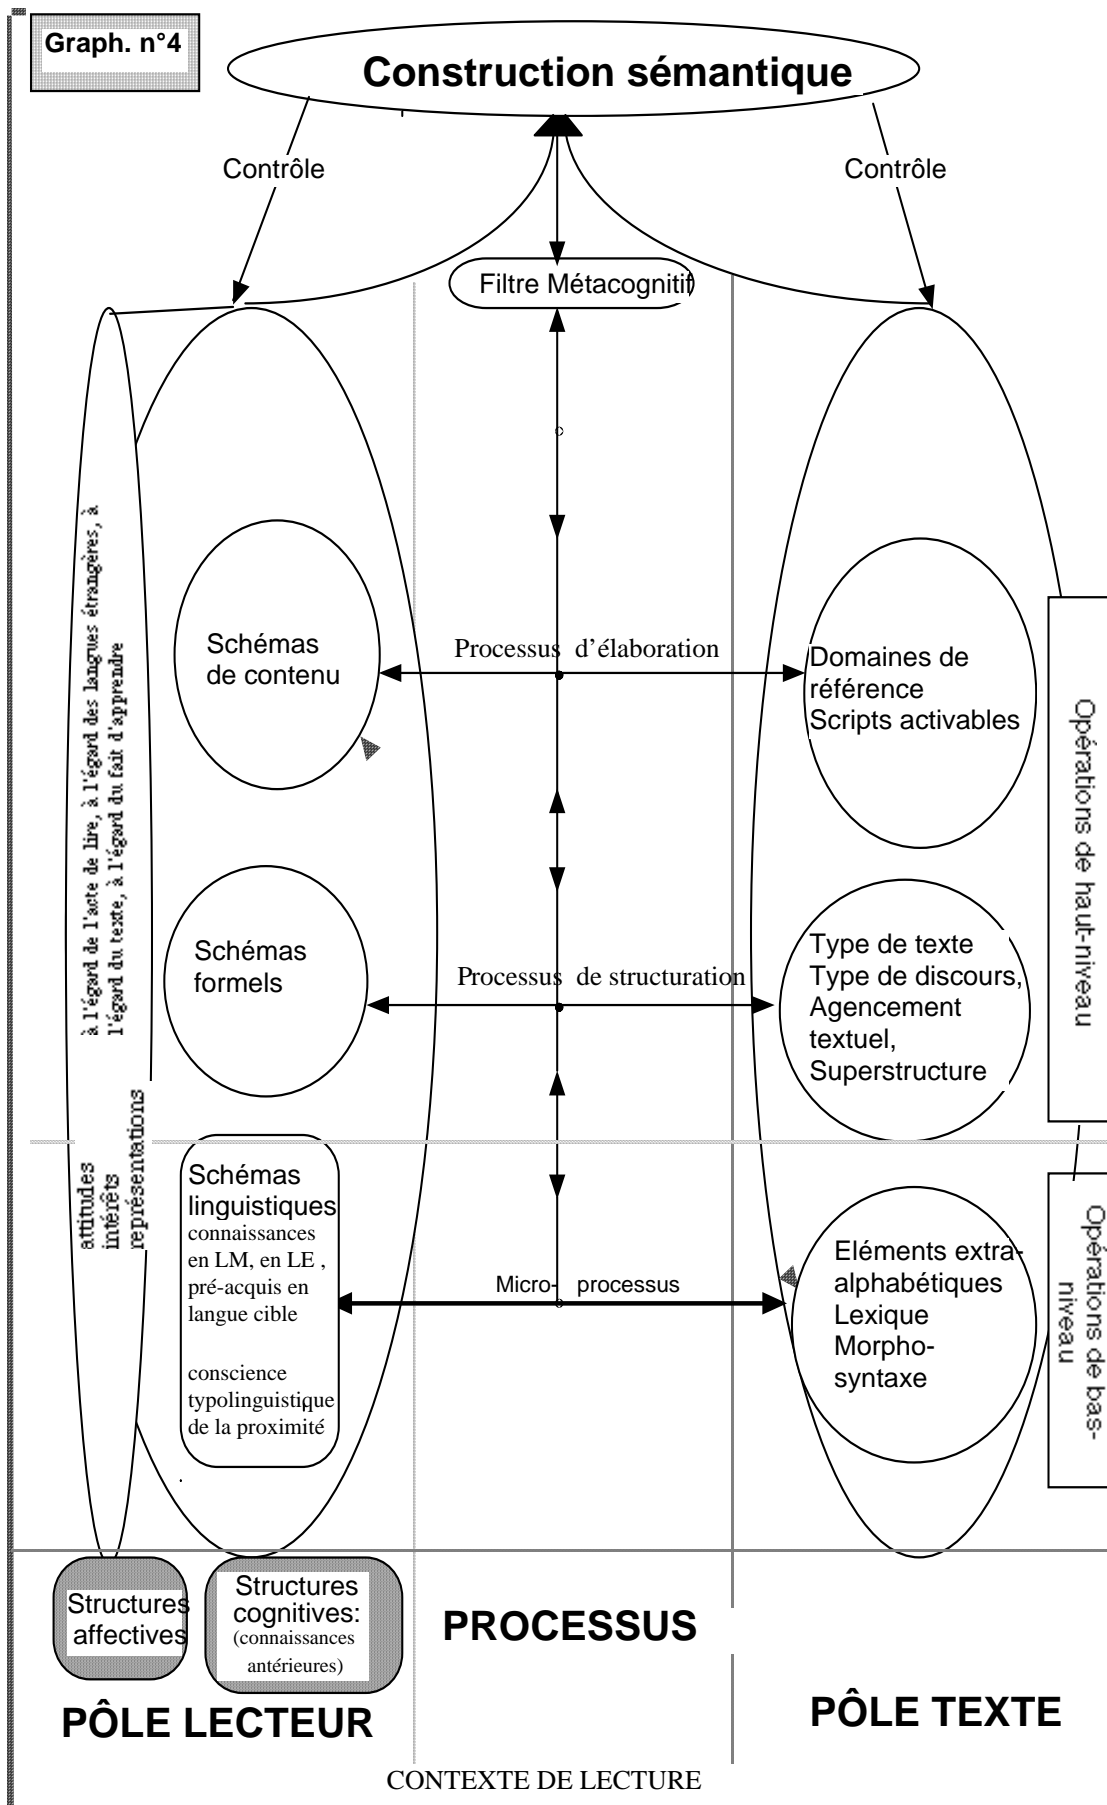 Graph. n°4
Construction sémantique
Contrôle
Contrôle
Filtre Métacognitif
à l'égard de l'acte de lire, à l'égard des langues étrangères, à
l'égard du texte, à l'égard du fait d'apprendre
attitudes
intérêts
représentations
Schémas
de contenu
Processus d'élaboration
Domaines de
référence
Scripts activables
Opérations de haut-niveau
Schémas
formels
Processus de structuration
Type de texte
Type de discours,
Agencement
textuel,
Superstructure
Schémas
linguistiques
connaissances
en LM, en LE ,
pré-acquis en
langue cible
conscience
typolinguistique
de la proximité
Micro- processus
Eléments extra-
alphabétiques
Lexique
Morpho-
syntaxe
Opérations de bas-
niveau
Structures
affectives
Structures
cognitives:
(connaissances
antérieures)
PROCESSUS
PÔLE LECTEUR
PÔLE TEXTE
CONTEXTE DE LECTURE